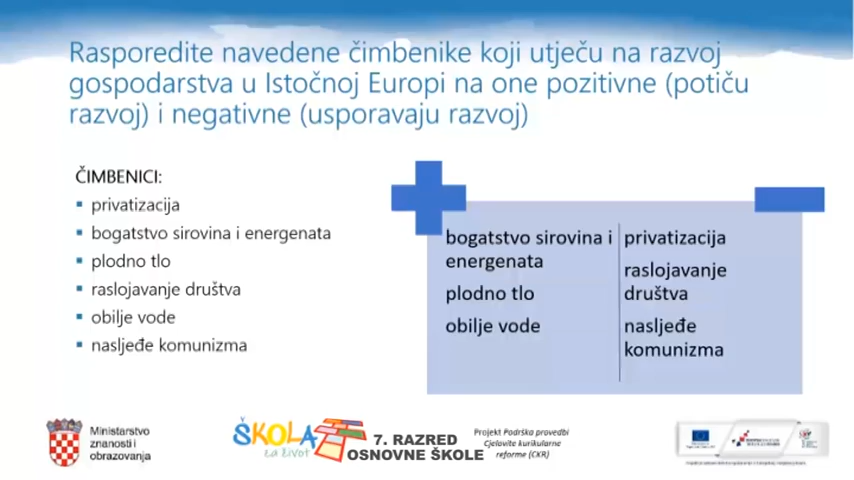 Rasporedite navedene čimbenike koji utječu na razvoj
gospodarstva u Istočnoj Europi na one pozitivne (potiču
razvoj) i negativne (usporavaju razvoj)
ČIMBENICI:
privatizacija
bogatstvo sirovina i energenata
plodno tlo
raslojavanje društva
obilje vode
nasljeđe komunizma
bogatstvo sirovina i
energenata
plodno tlo
obilje vode
privatizacija
raslojavanje
društva
nasljeđe
komunizma
Ministarstvo
znanosti i
obrazovanja
ŠKOLA
za život
7. RAZRED
OSNOVNE ŠKOLE
Projekt Podrška provedbi
Cjelovite kurikularne
reforme (CKR)